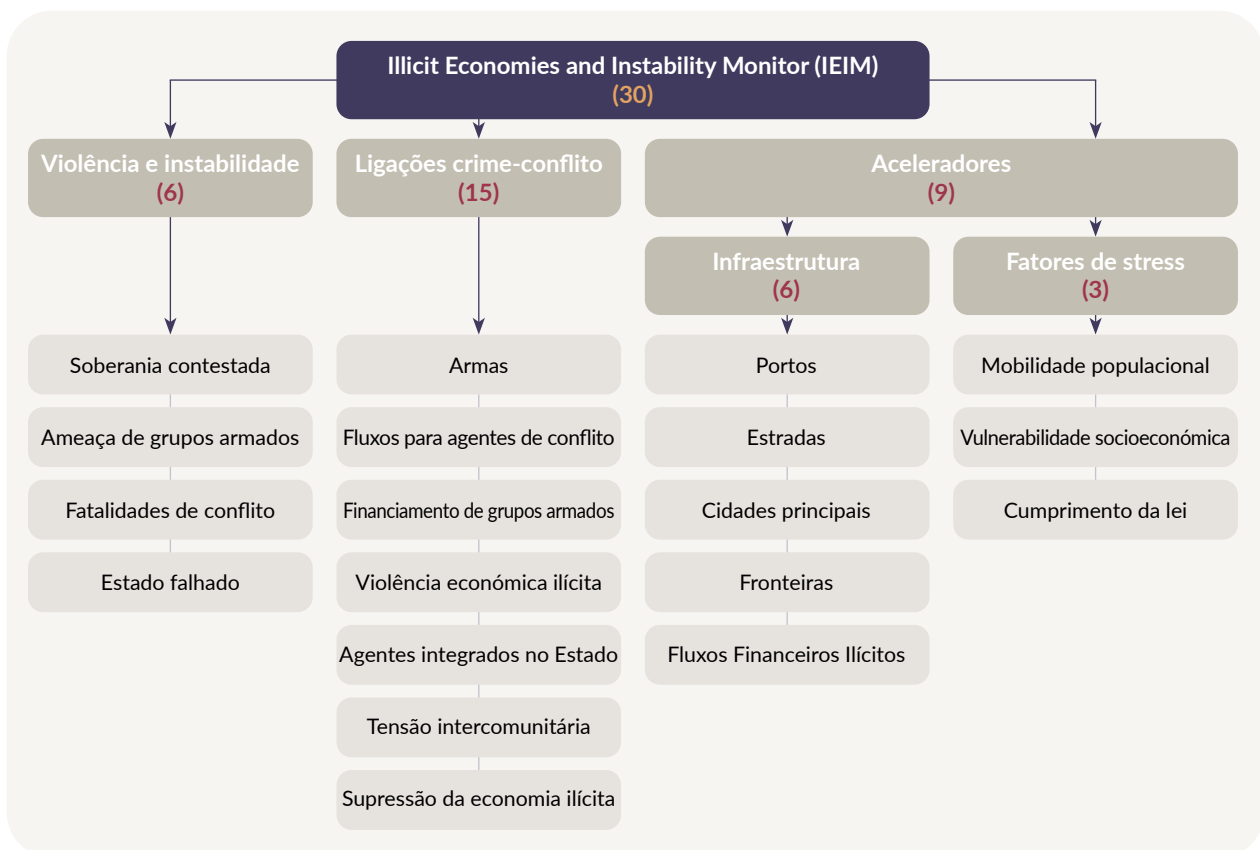 Illicit Economies and Instability Monitor (IEIM)
(30)
Violência e instabilidade
(6)
Ligações crime-conflito
(15)
Aceleradores
(9)
Infraestrutura
(6)
Fatores de stress
(3)
Soberania contestada
Ameaça de grupos armados
Fatalidades de conflito
Estado falhado
Armas
Fluxos para agentes de conflito
Financiamento de grupos armados
Violência económica ilícita
Agentes integrados no Estado
Tensão intercomunitária
Supressão da economia ilícita
Portos
Estradas
Cidades principais
Fronteiras
Fluxos Financeiros Ilícitos
Mobilidade populacional
Vulnerabilidade socioeconómica
Cumprimento da lei